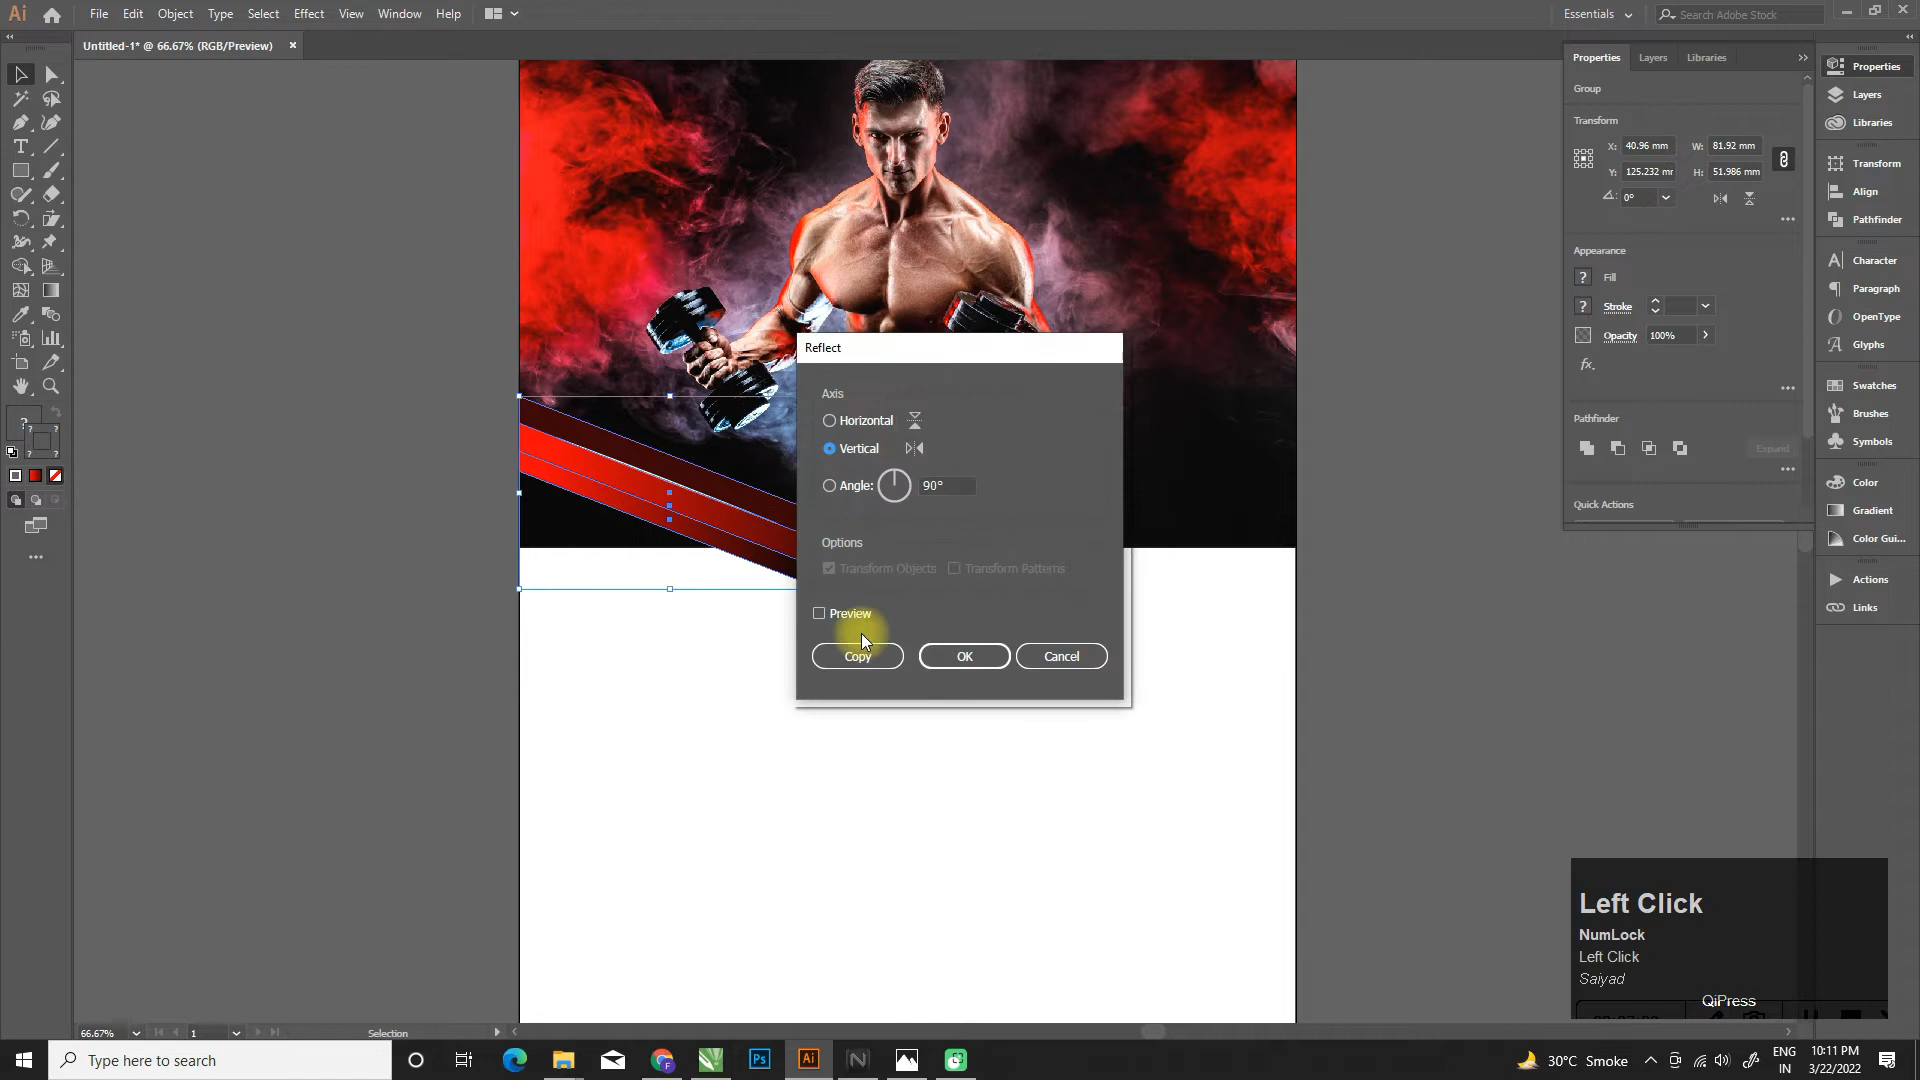 Ai File Edit Object Type Select Effect View Window Help Essentials Search Adobe Stock
Untitled-1* @ 66.67% (RGB/Preview) ×
Properties Layers Libraries
Group
Transform
X: 40.96 mm W: 81.92 mm
Y: 125.232 mr H: 51.986 mm
0°
Appearance
? Fill
? Stroke
Opacity 100%
fx.
Pathfinder
Expand
Quick Actions
Properties
Layers
Libraries
Transform
Align
Pathfinder
Character
Paragraph
OpenType
Glyphs
Swatches
Brushes
Symbols
Color
Gradient
Color Gui...
Actions
Links
Reflect
Axis
Horizontal
Vertical
Angle: 90°
Options
Transform Objects Transform Patterns
Preview
Copy OK Cancel
Left Click
NumLock
Left Click
Saiyad
QiPress
66.67% 1 Selection
Type here to search
Ps Ai N
30°C Smoke
ENG 10:11 PM
IN 3/22/2022